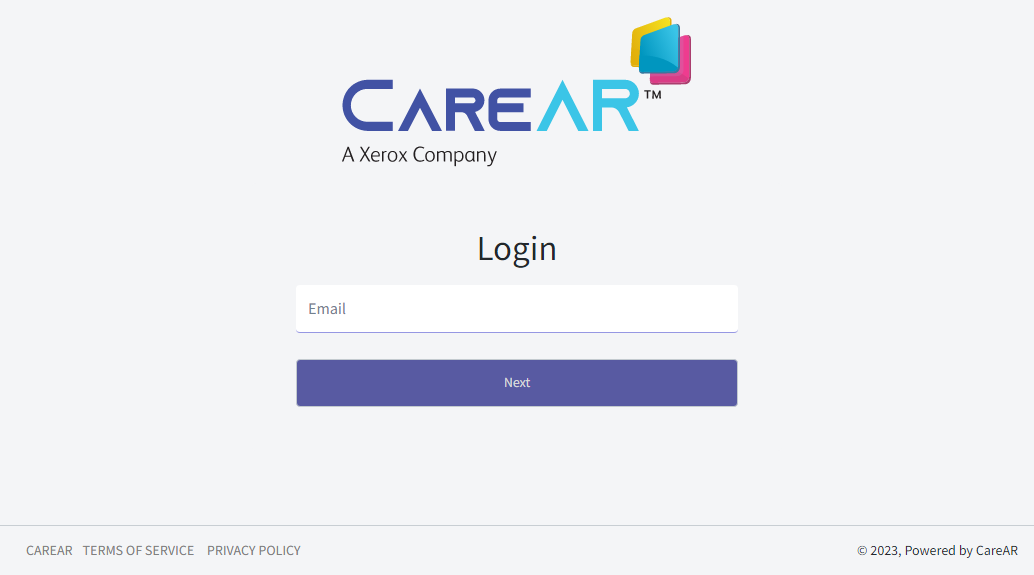 CAREAR™
A Xerox Company
Login
Email
Next
CAREAR TERMS OF SERVICE PRIVACY POLICY © 2023, Powered by CareAR